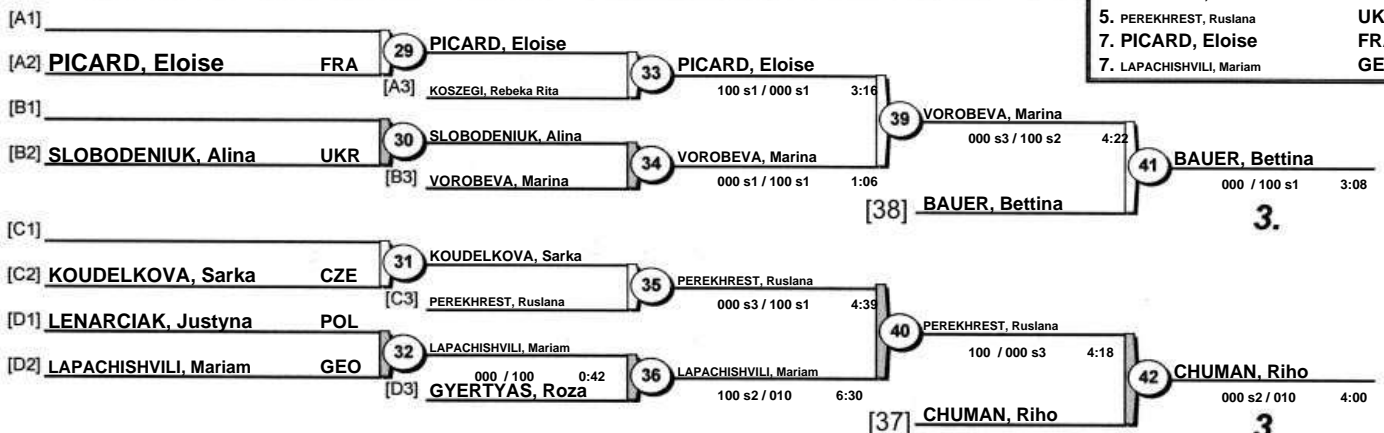 [A1]
[A2] PICARD, Eloise FRA
29
PICARD, Eloise
[A3] KOSZEGI, Rebeka Rita
33
PICARD, Eloise
100 s1 / 000 s1 3:16
[B1]
[B2] SLOBODENIUK, Alina UKR
30
SLOBODENIUK, Alina
[B3] VOROBEVA, Marina
34
VOROBEVA, Marina
000 s1 / 100 s1 1:06
39
VOROBEVA, Marina
000 s3 / 100 s2 4:22
[38] BAUER, Bettina
41
BAUER, Bettina
000 / 100 s1 3:08
3.
[C1]
[C2] KOUDELKOVA, Sarka CZE
31
KOUDELKOVA, Sarka
[C3] PEREKHREST, Ruslana
35
PEREKHREST, Ruslana
000 s3 / 100 s1 4:39
[D1] LENARCIAK, Justyna POL
[D2] LAPACHISHVILI, Mariam GEO
32
LAPACHISHVILI, Mariam
000 / 100 0:42
[D3] GYERTYAS, Roza
36
LAPACHISHVILI, Mariam
100 s2 / 010 6:30
40
PEREKHREST, Ruslana
100 / 000 s3 4:18
[37] CHUMAN, Riho
42
CHUMAN, Riho
000 s2 / 010 4:00
3
5. PEREKHREST, Ruslana UK
7. PICARD, Eloise FR
7. LAPACHISHVILI, Mariam GE